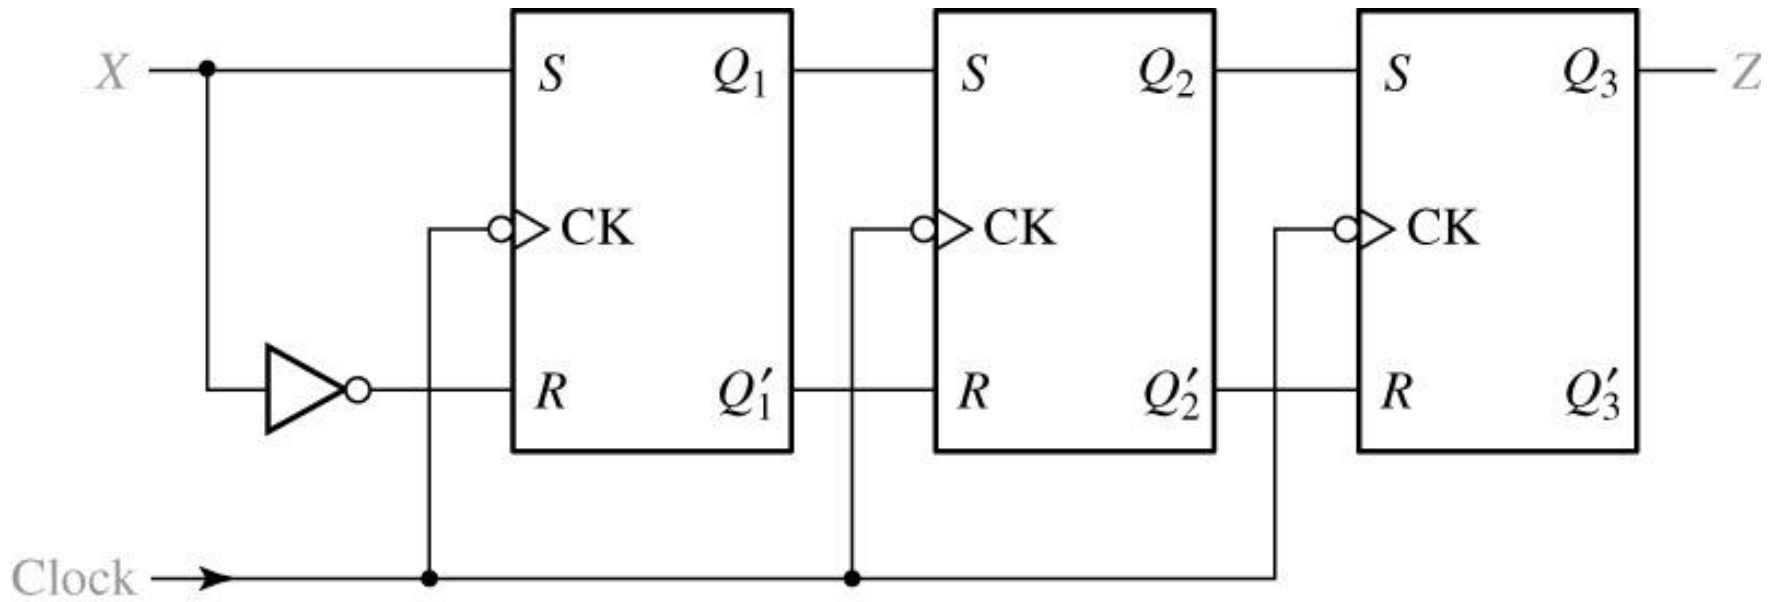 X S Q₁ S Q₂ S Q₃ Z
CK CK CK
R Q₁′ R Q₂′ R Q₃′
Clock